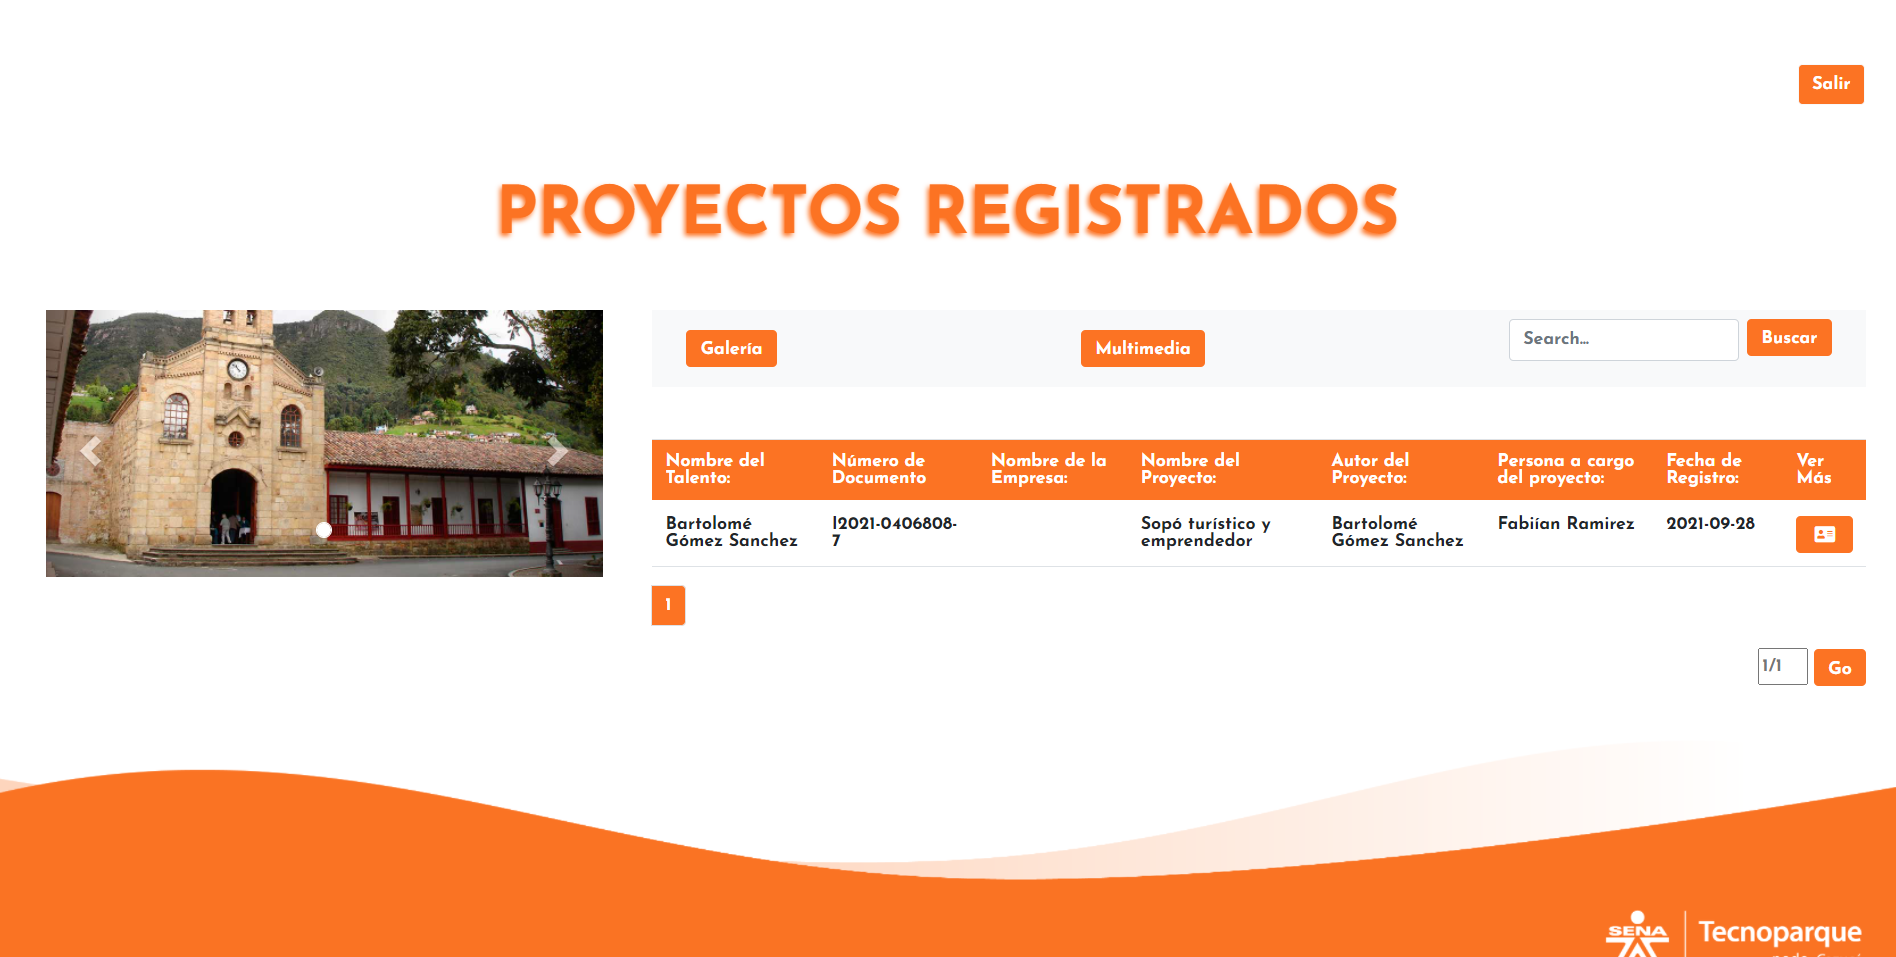 Salir
PROYECTOS REGISTRADOS
Galería
Multimedia
Search...
Buscar
Nombre del Talento:
Número de Documento
Nombre de la Empresa:
Nombre del Proyecto:
Autor del Proyecto:
Persona a cargo del proyecto:
Fecha de Registro:
Ver Más
Bartolomé Gómez Sanchez
I2021-0406808-7
Sopó turístico y emprendedor
Bartolomé Gómez Sanchez
Fabiían Ramirez
2021-09-28
1
1/1
Go
SENA
Tecnoparque